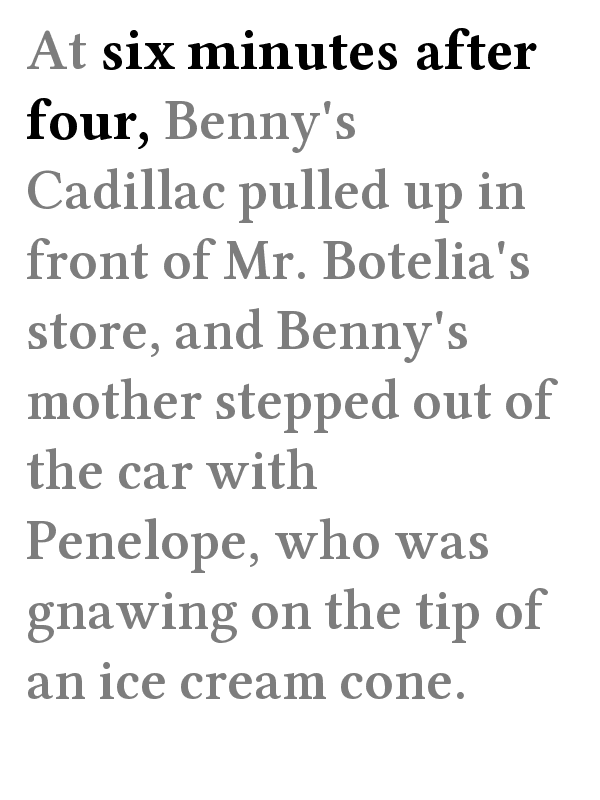 At six minutes after
four, Benny's
Cadillac pulled up in
front of Mr. Botelia's
store, and Benny's
mother stepped out of
the car with
Penelope, who was
gnawing on the tip of
an ice cream cone.